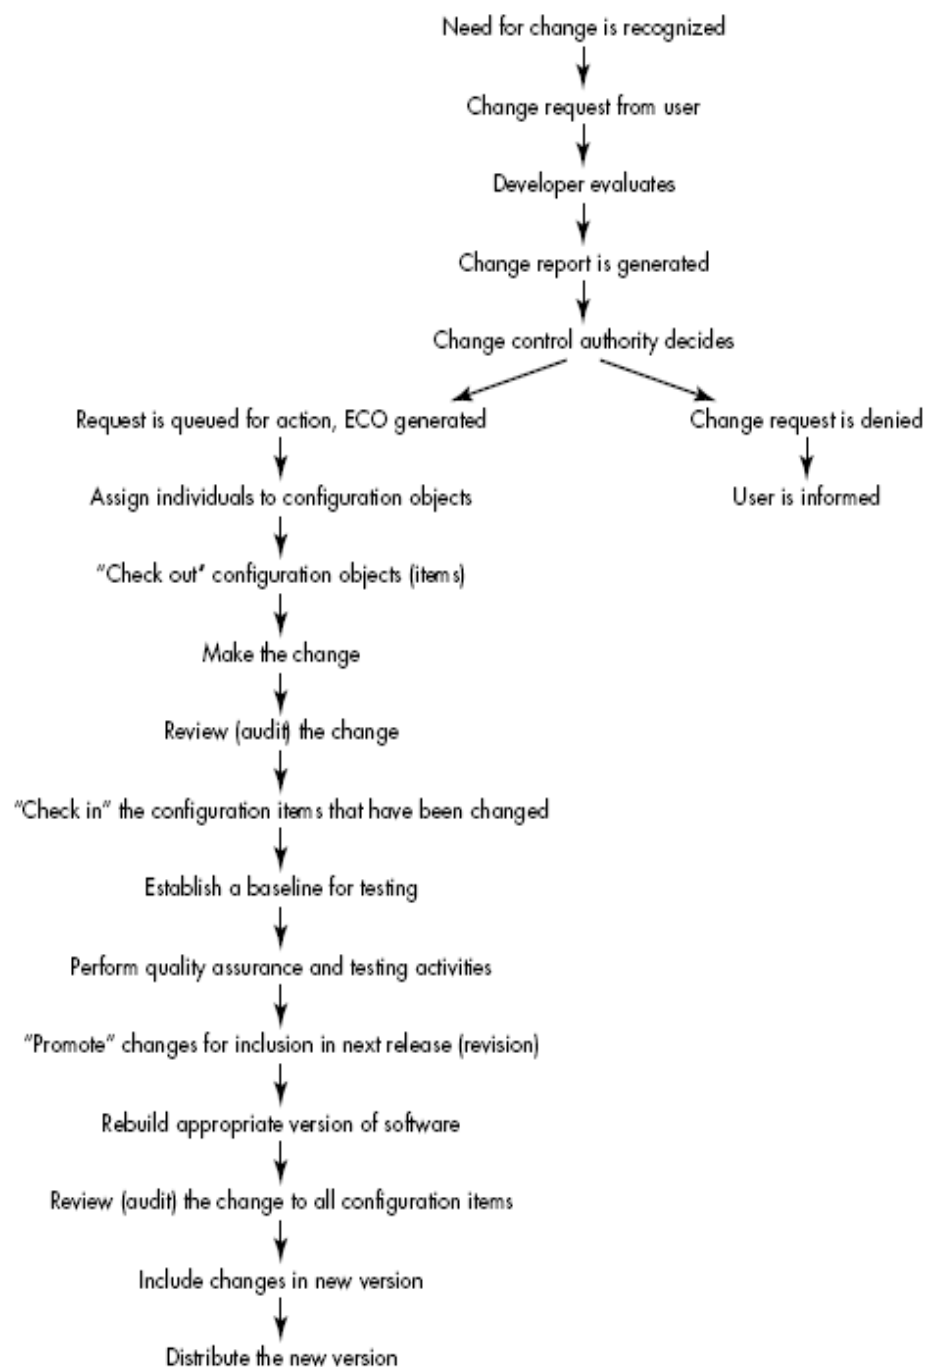 Need for change is recognized
Change request from user
Developer evaluates
Change report is generated
Change control authority decides
Request is queued for action, ECO generated
Change request is denied
Assign individuals to configuration objects
User is informed
“Check out” configuration objects (items)
Make the change
Review (audit) the change
“Check in” the configuration items that have been changed
Establish a baseline for testing
Perform quality assurance and testing activities
“Promote” changes for inclusion in next release (revision)
Rebuild appropriate version of software
Review (audit) the change to all configuration items
Include changes in new version
Distribute the new version